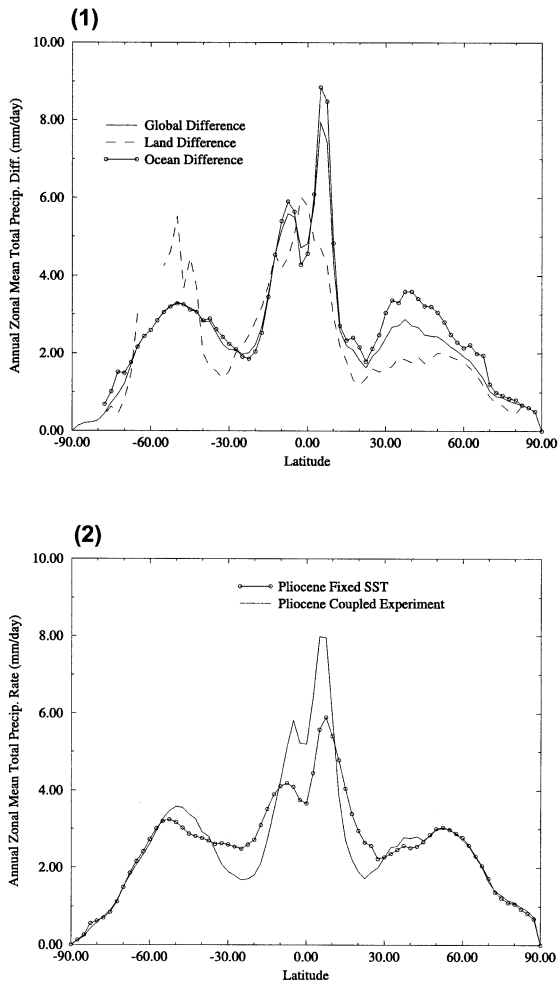 (1)
10.00
8.00
6.00
4.00
2.00
0.00
Annual Zonal Mean Total Precip. Diff. (mm/day)
Global Difference
Land Difference
Ocean Difference
-90.00 -60.00 -30.00 0.00 30.00 60.00 90.00
Latitude
(2)
10.00
8.00
6.00
4.00
2.00
0.00
Annual Zonal Mean Total Precip. Rate (mm/day)
Pliocene Fixed SST
Pliocene Coupled Experiment
-90.00 -60.00 -30.00 0.00 30.00 60.00 90.00
Latitude